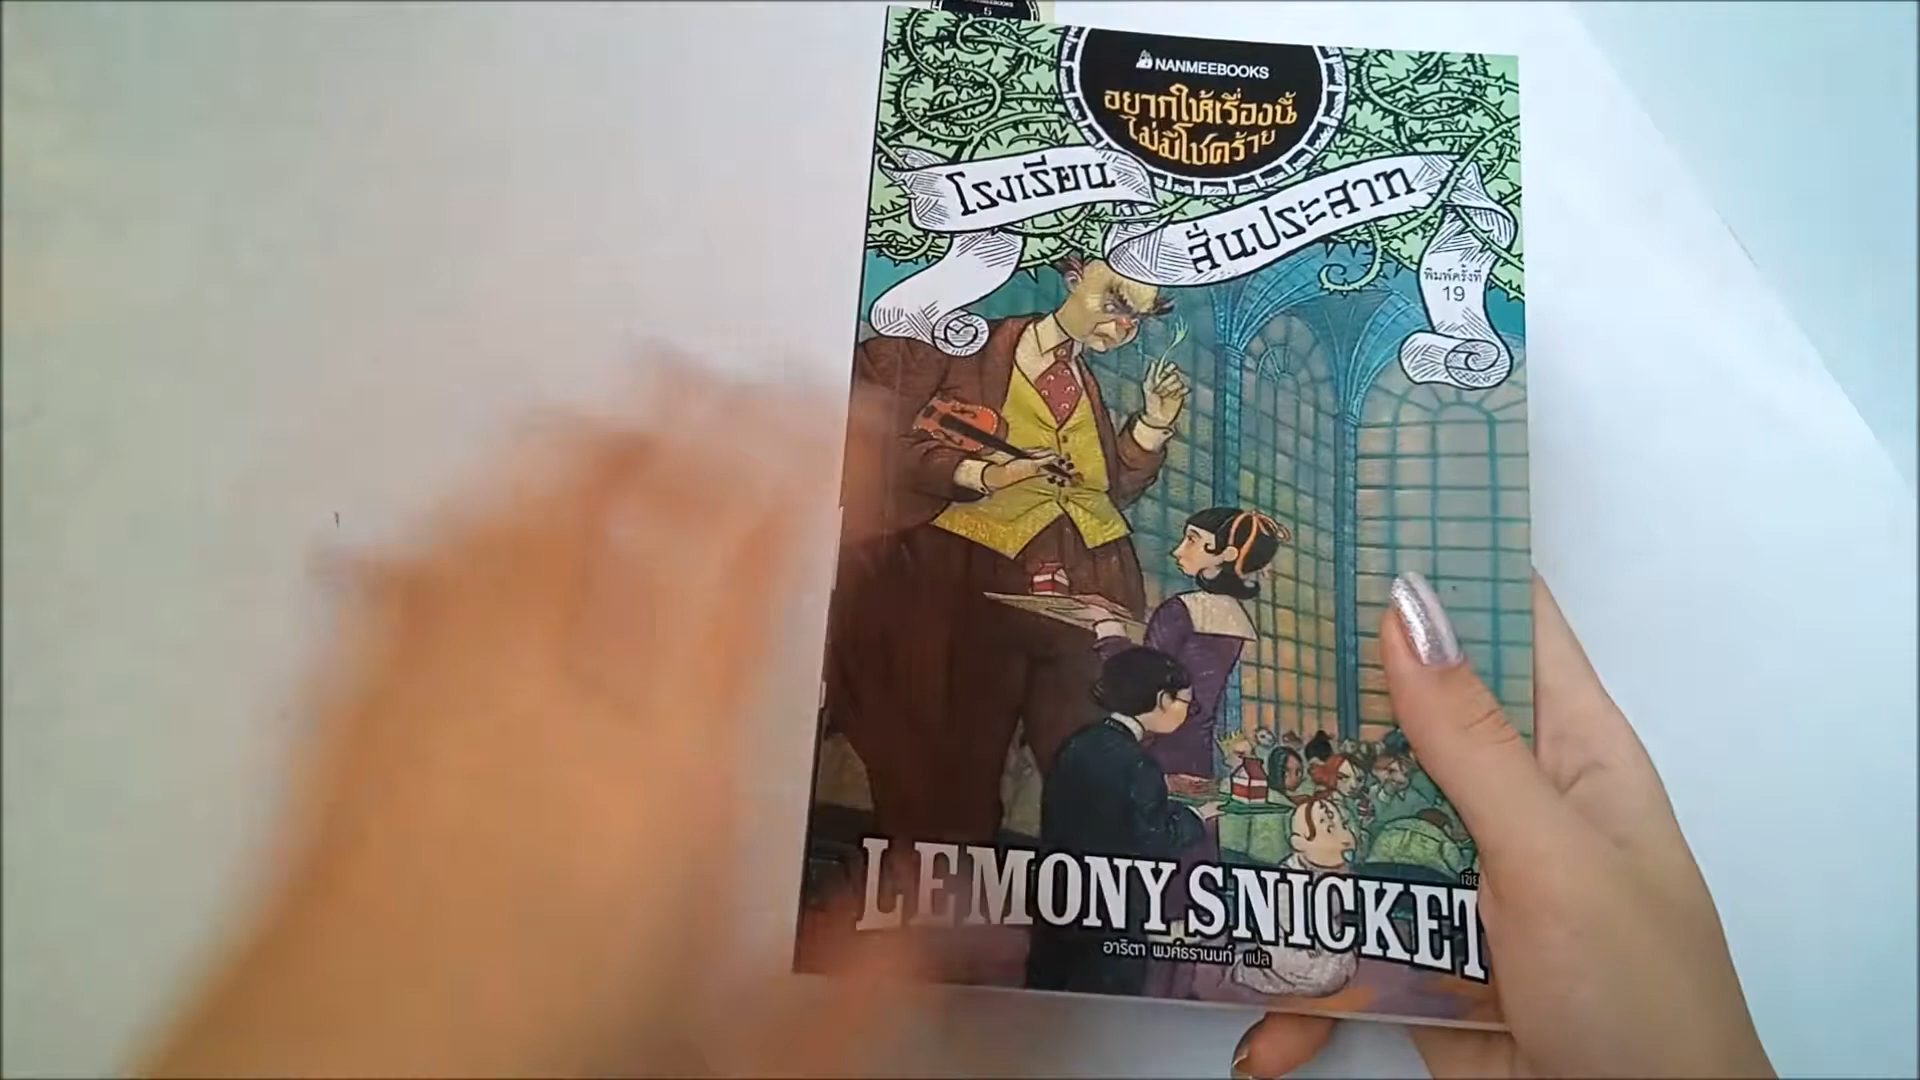 5
NANMEEBOOKS
อยากให้เรื่องนี้
ไม่มีโชคร้าย
โรงเรียน
สั่นประสาท
พิมพ์ครั้งที่
19
LEMONY SNICKET
อาริตา พงศ์ธรานนท์ แปล